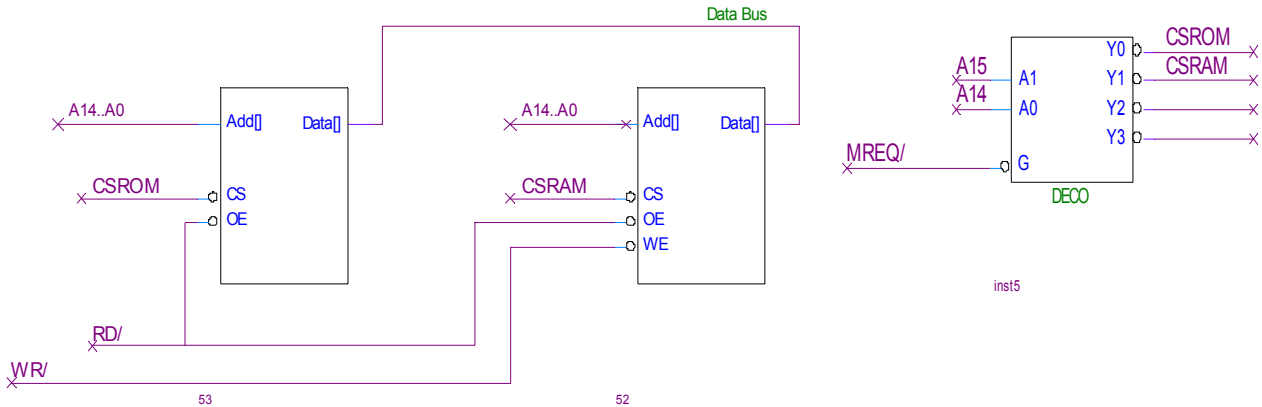 Data Bus
A14..A0
Add[]
Data[]
CSROM
CS
OE
RD/
WR/
53
A14..A0
Add[]
Data[]
CSRAM
CS
OE
WE
52
A15
A14
MREQ/
A1
A0
G
Y0
Y1
Y2
Y3
CSROM
CSRAM
DECO
inst5